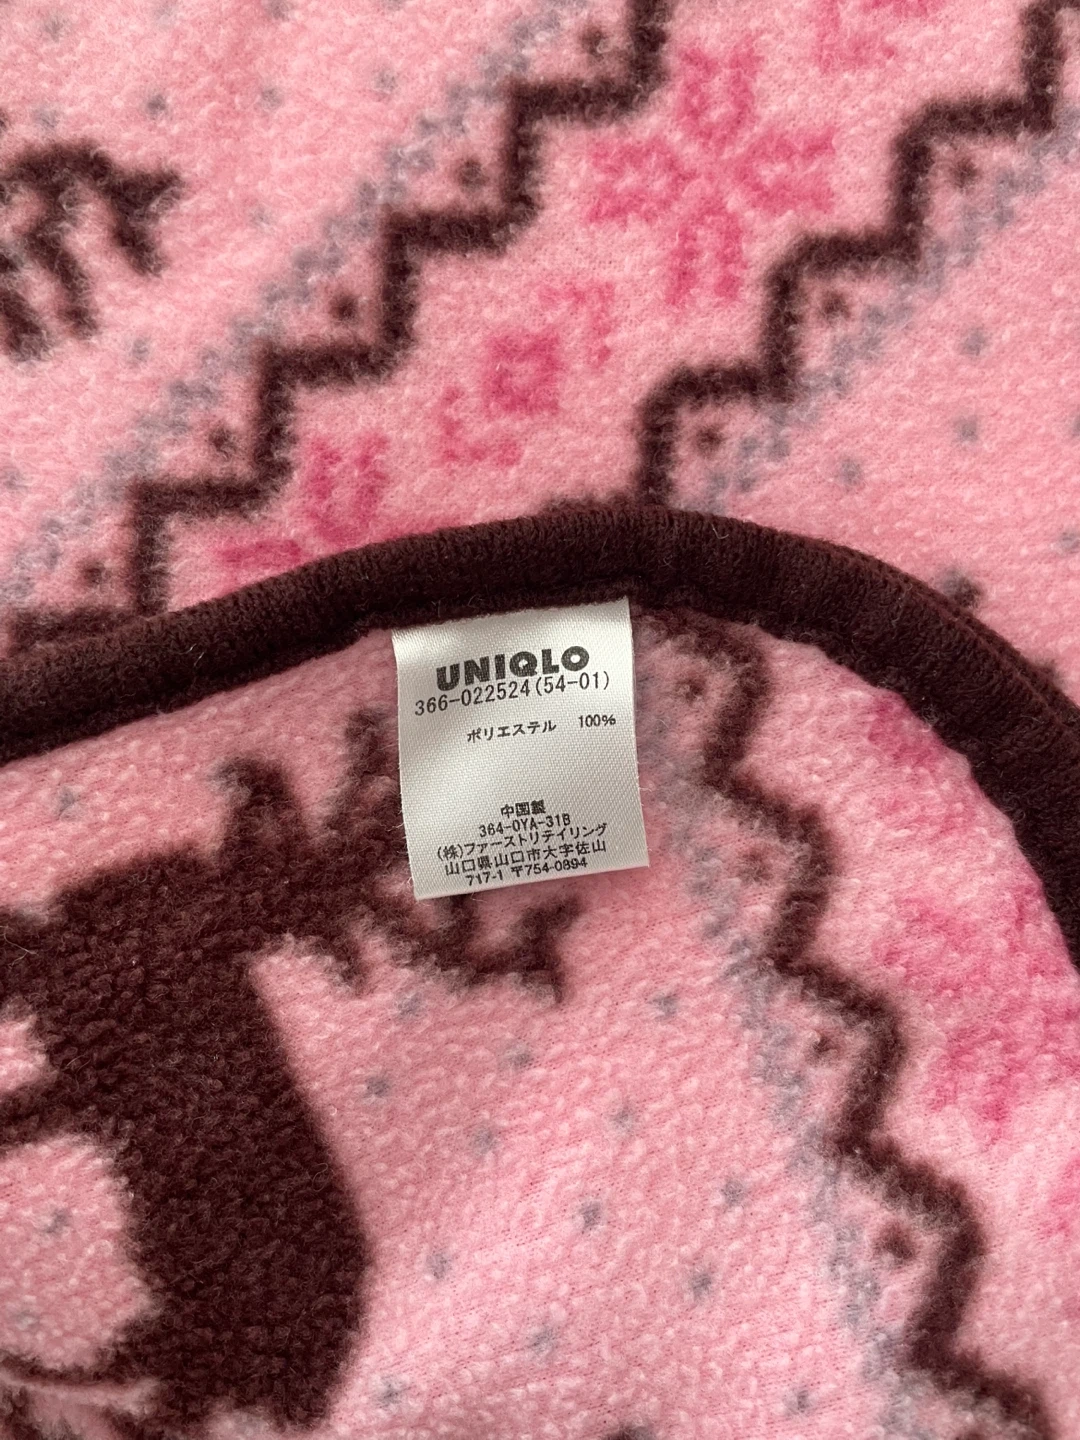 UNIQLO
366-022524(54-01)
ポリエステル 100%
中国製
364-0YA-31B
(株)ファーストリテイリング
山口県山口市大字佐山
717-1 〒754-0894